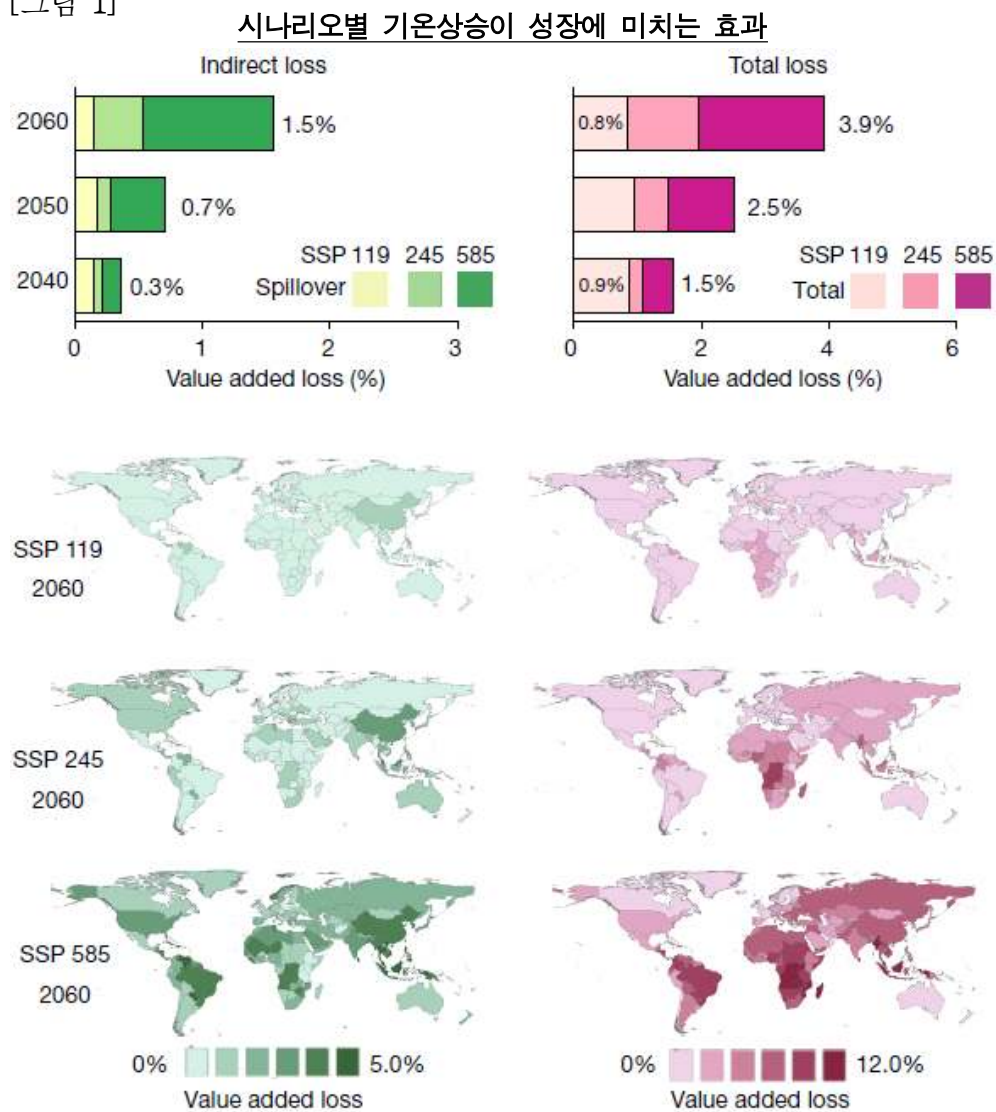 [그림 1]
시나리오별 기온상승이 성장에 미치는 효과
Indirect loss
2060
1.5%
2050
0.7%
2040
0.3%
SSP 119 245 585
Spillover
0 1 2 3
Value added loss (%)
Total loss
0.8%
3.9%
2.5%
0.9%
1.5%
SSP 119 245 585
Total
0 2 4 6
Value added loss (%)
SSP 119
2060
SSP 245
2060
SSP 585
2060
0% 5.0%
Value added loss
0% 12.0%
Value added loss